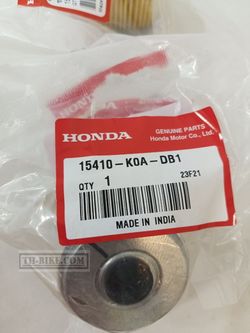 HONDA
GENUINE PARTS
Honda Motor Co., Ltd.
15410-K0A-DB1
QTY 1
23F21
MADE IN INDIA
TH-BIKE.COM